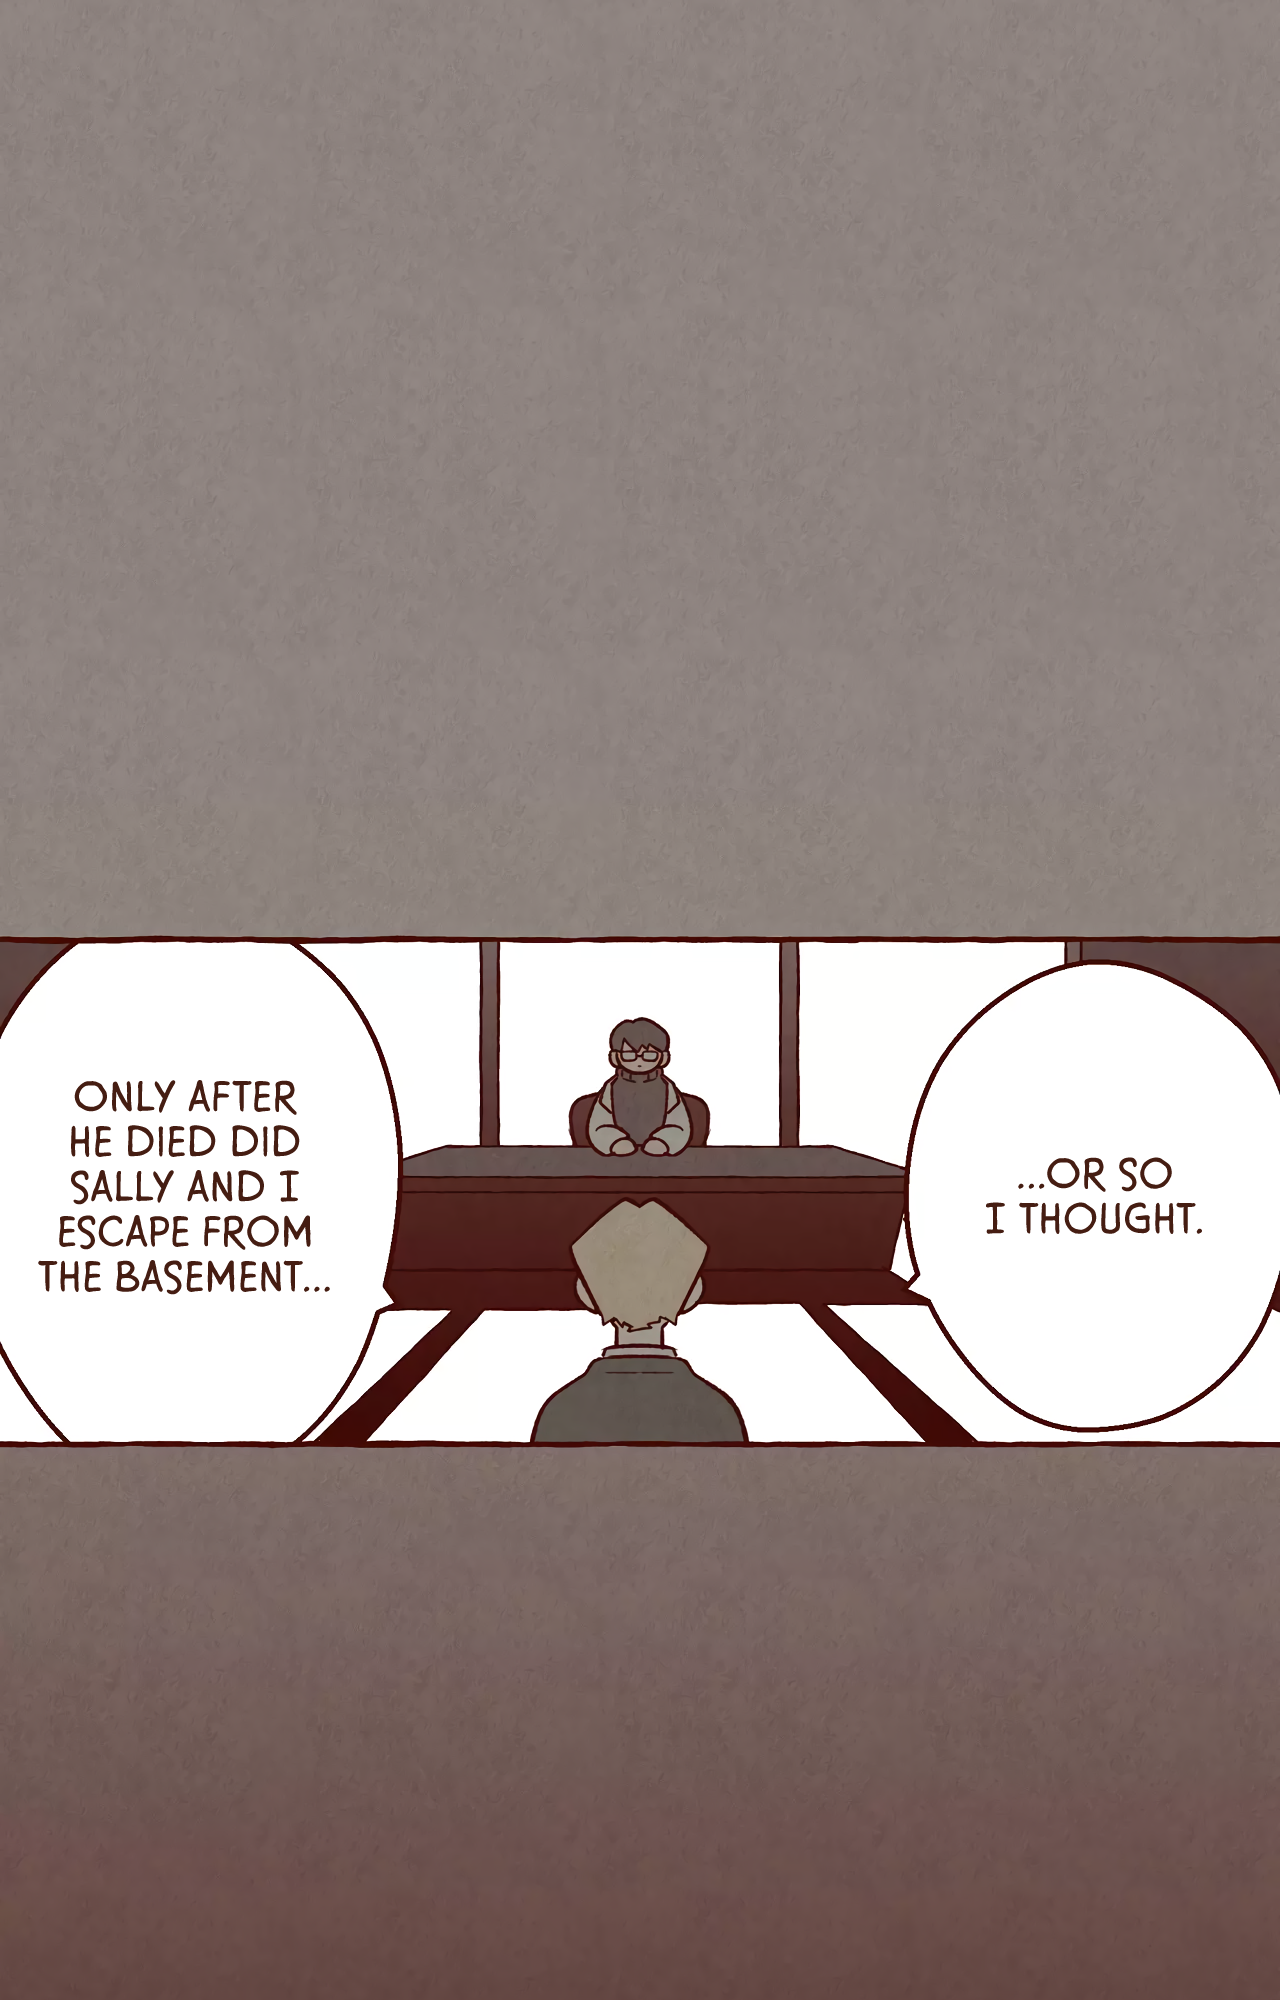 ONLY AFTER
HE DIED DID
SALLY AND I
ESCAPE FROM
THE BASEMENT...
...OR SO
I THOUGHT.